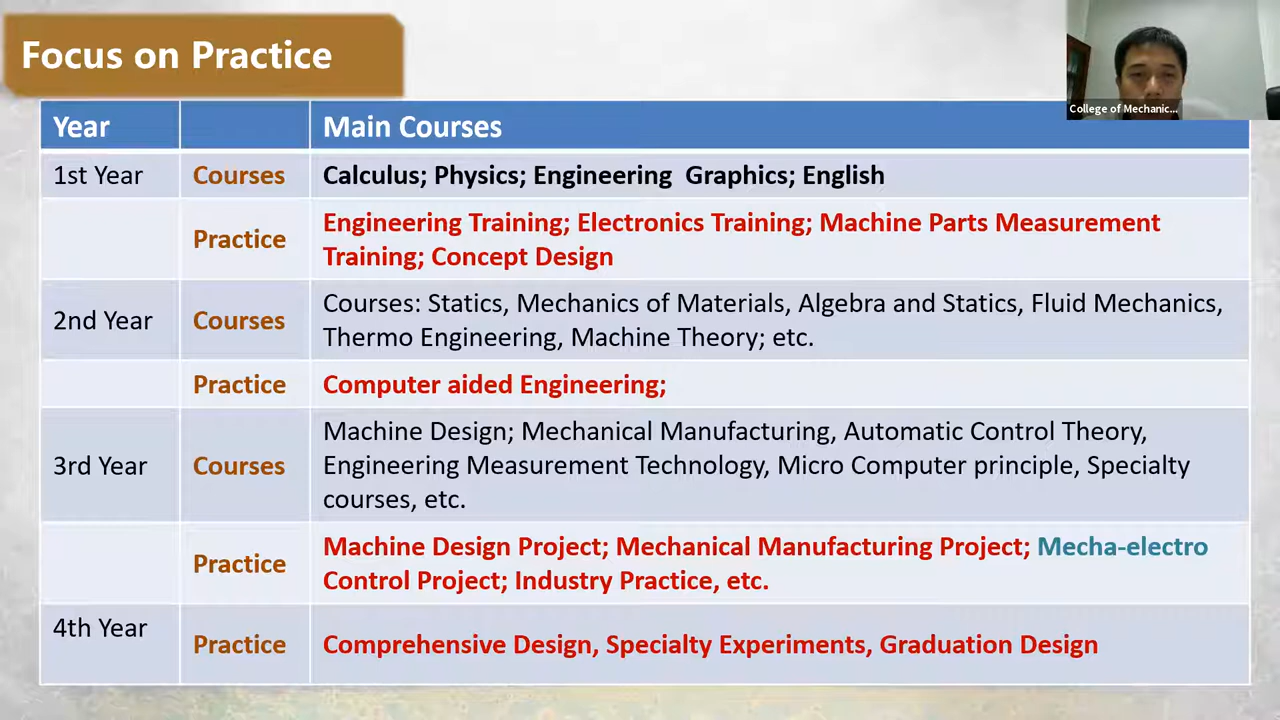 Focus on Practice
College of Mechanic...
Year Main Courses
1st Year Courses Calculus; Physics; Engineering Graphics; English
Practice Engineering Training; Electronics Training; Machine Parts Measurement
Training; Concept Design
2nd Year Courses Courses: Statics, Mechanics of Materials, Algebra and Statics, Fluid Mechanics,
Thermo Engineering, Machine Theory; etc.
Practice Computer aided Engineering;
3rd Year Courses Machine Design; Mechanical Manufacturing, Automatic Control Theory,
Engineering Measurement Technology, Micro Computer principle, Specialty
courses, etc.
Practice Machine Design Project; Mechanical Manufacturing Project; Mecha-electro
Control Project; Industry Practice, etc.
4th Year Practice Comprehensive Design, Specialty Experiments, Graduation Design